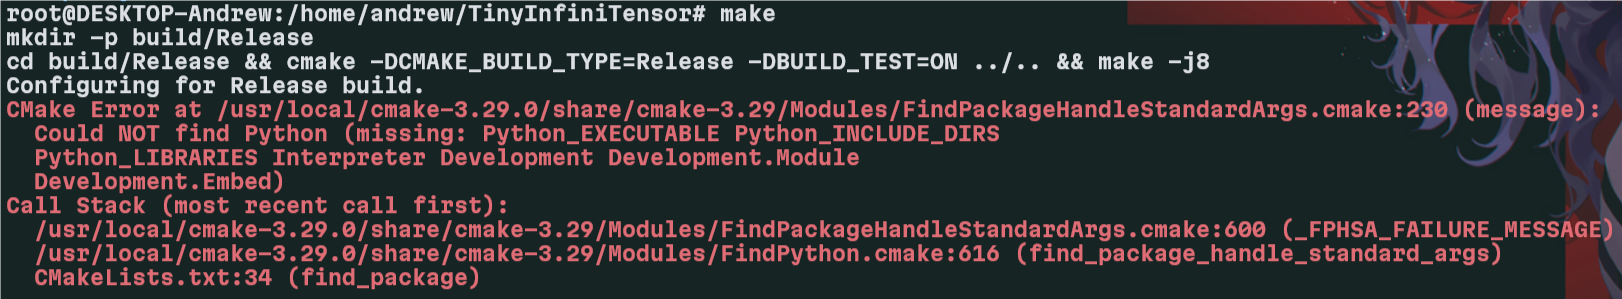 root@DESKTOP-Andrew:/home/andrew/TinyInfiniTensor# make
mkdir -p build/Release
cd build/Release && cmake -DCMAKE_BUILD_TYPE=Release -DBUILD_TEST=ON ../.. && make -j8
Configuring for Release build.
CMake Error at /usr/local/cmake-3.29.0/share/cmake-3.29/Modules/FindPackageHandleStandardArgs.cmake:230 (message):
  Could NOT find Python (missing: Python_EXECUTABLE Python_INCLUDE_DIRS
  Python_LIBRARIES Interpreter Development Development.Module
  Development.Embed)
Call Stack (most recent call first):
  /usr/local/cmake-3.29.0/share/cmake-3.29/Modules/FindPackageHandleStandardArgs.cmake:600 (_FPHSA_FAILURE_MESSAGE)
  /usr/local/cmake-3.29.0/share/cmake-3.29/Modules/FindPython.cmake:616 (find_package_handle_standard_args)
  CMakeLists.txt:34 (find_package)